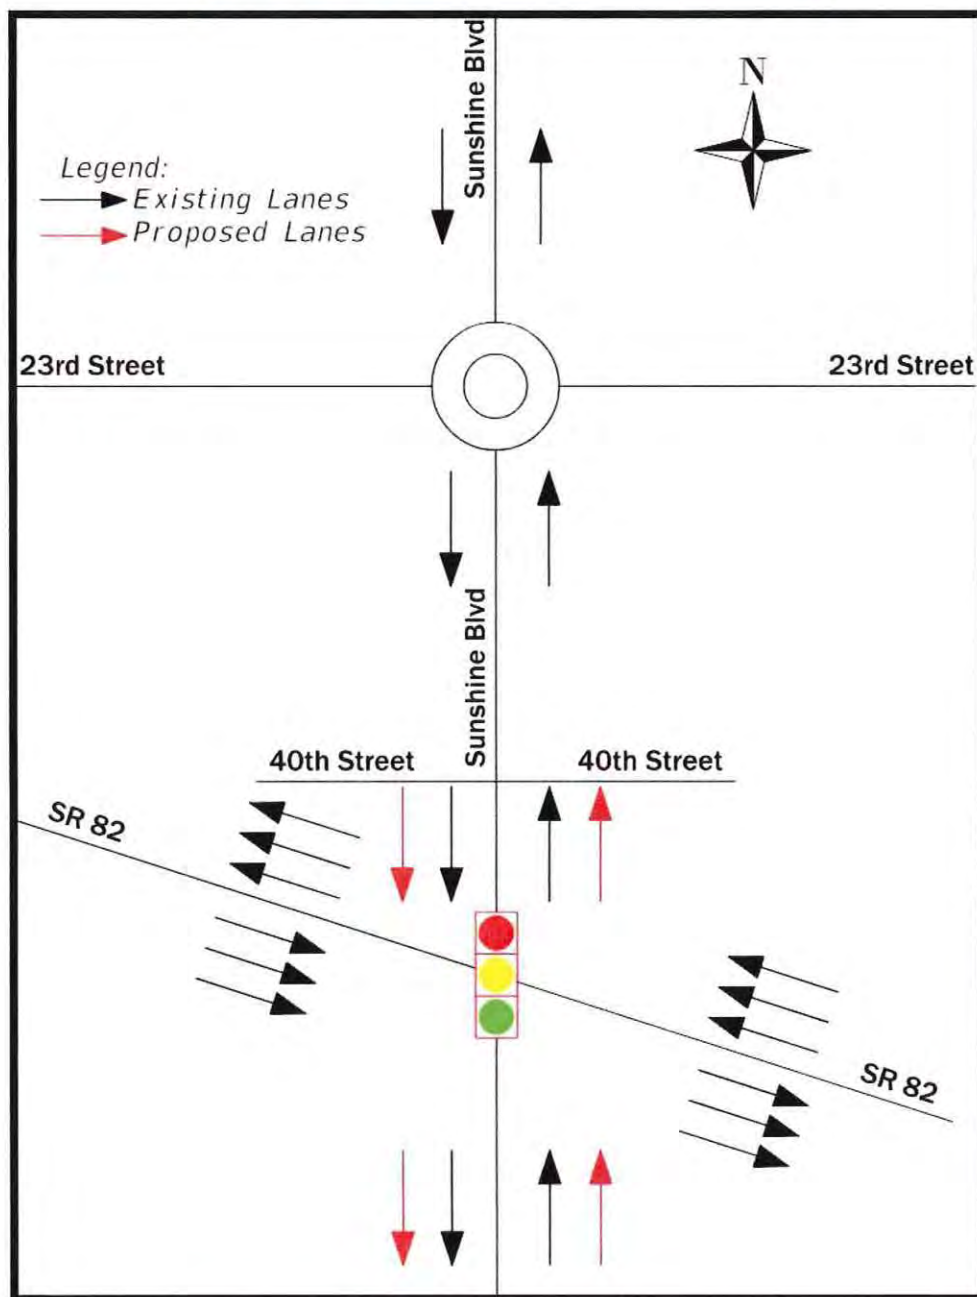 Sunshine Blvd
N
Legend:
Existing Lanes
Proposed Lanes
23rd Street
23rd Street
Sunshine Blvd
40th Street
40th Street
SR 82
SR 82